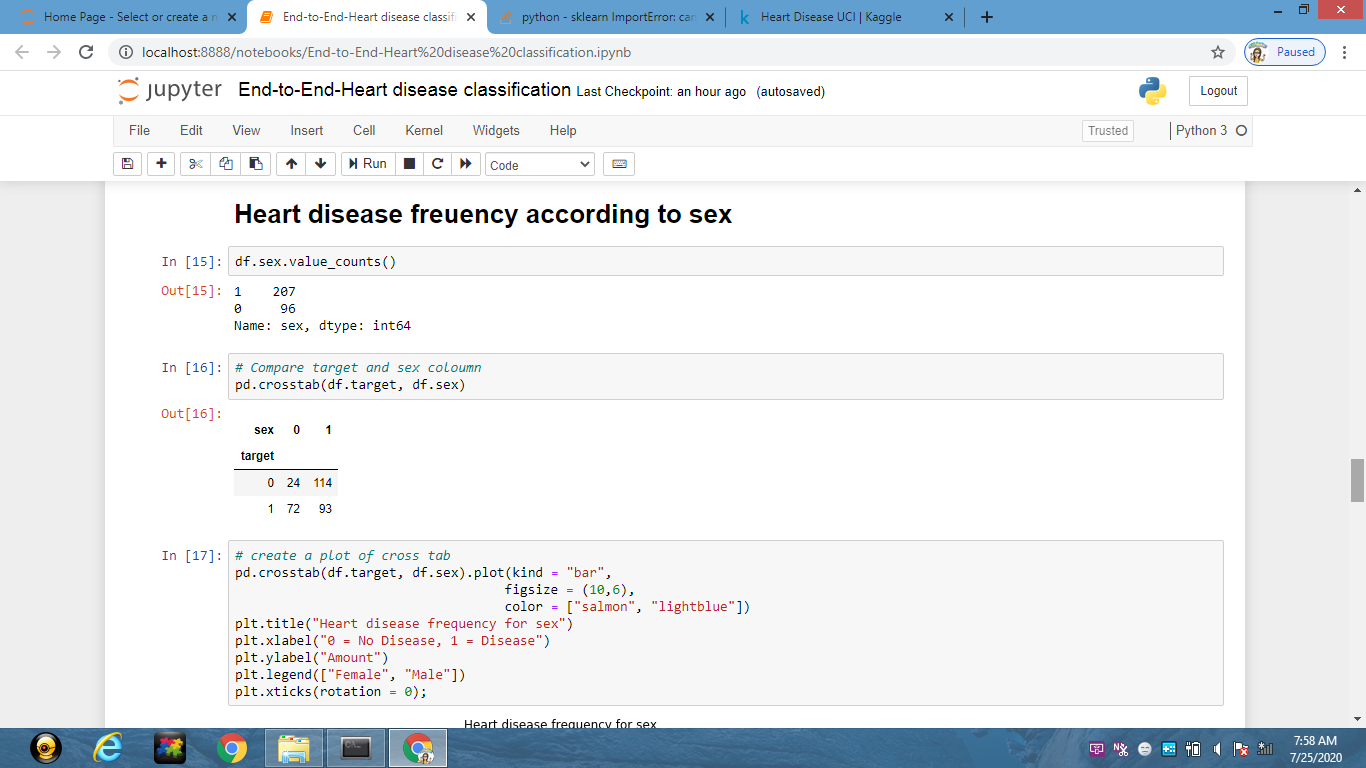 Home Page - Select or create a n
End-to-End-Heart disease classifi
python - sklearn ImportError: can
Heart Disease UCI | Kaggle
localhost:8888/notebooks/End-to-End-Heart%20disease%20classification.ipynb
Paused
jupyter End-to-End-Heart disease classification Last Checkpoint: an hour ago (autosaved)
Logout
File Edit View Insert Cell Kernel Widgets Help
Trusted
Python 3
Run
Code
Heart disease freuency according to sex
In [15]: df.sex.value_counts()
Out[15]: 1 207
0 96
Name: sex, dtype: int64
In [16]: # Compare target and sex coloumn
pd.crosstab(df.target, df.sex)
Out[16]:
sex 0 1
target
0 24 114
1 72 93
In [17]: # create a plot of cross tab
pd.crosstab(df.target, df.sex).plot(kind = "bar",
figsize = (10,6),
color = ["salmon", "lightblue"])
plt.title("Heart disease frequency for sex")
plt.xlabel("0 = No Disease, 1 = Disease")
plt.ylabel("Amount")
plt.legend(["Female", "Male"])
plt.xticks(rotation = 0);
Heart disease frequency for sex
7:58 AM
7/25/2020